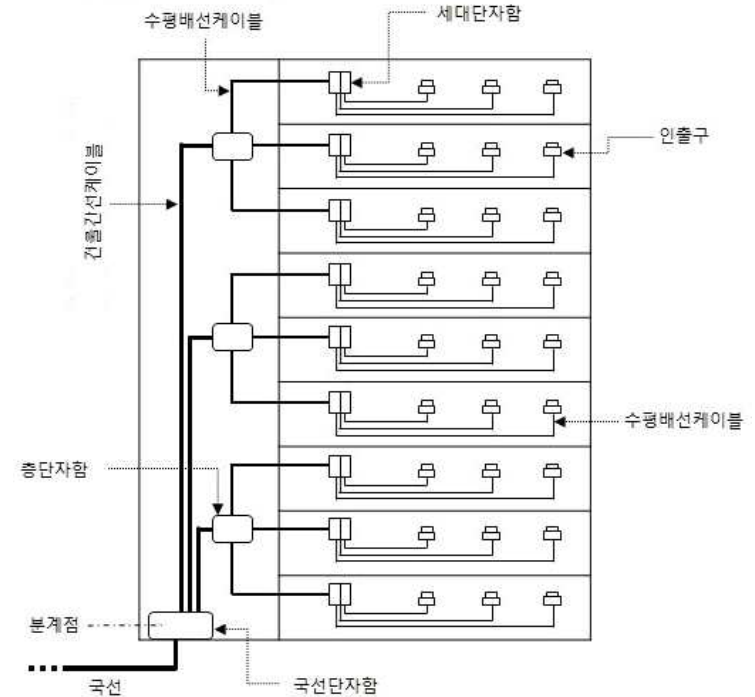 수평배선케이블
세대단자함
인출구
건물간선케이블
수평배선케이블
층단자함
분계점
국선단자함
국선